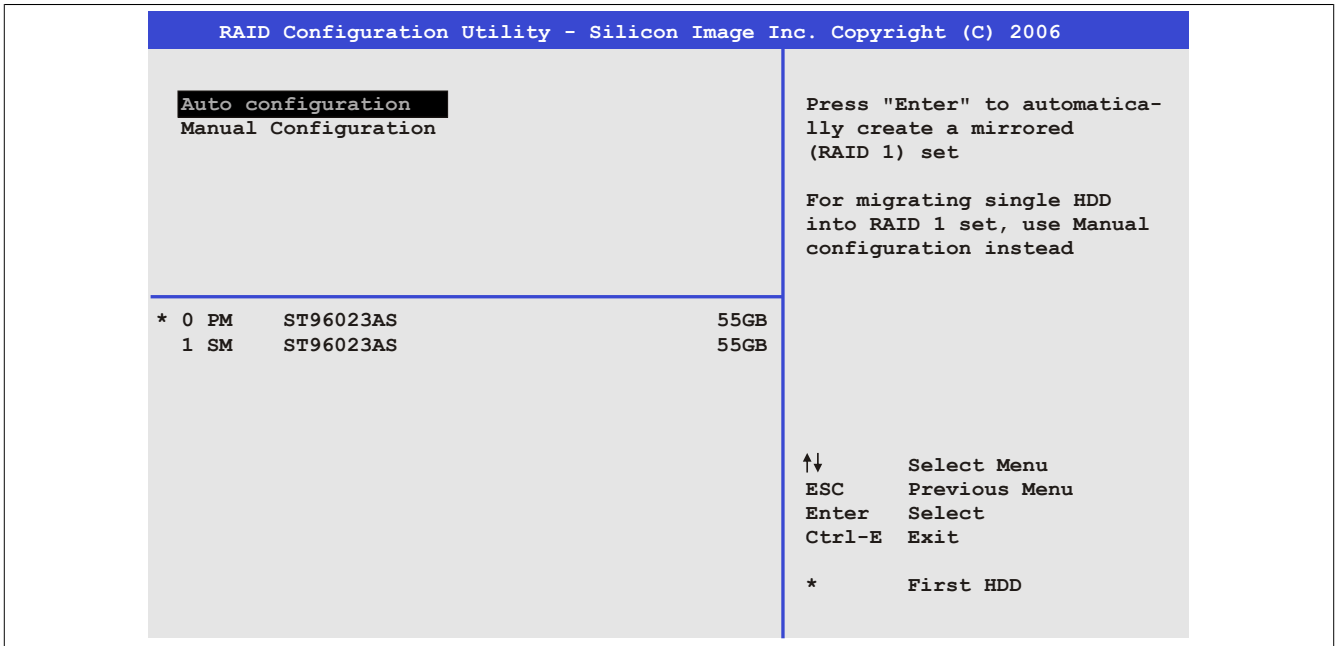 RAID Configuration Utility - Silicon Image Inc. Copyright (C) 2006
Auto configuration
Manual Configuration
Press "Enter" to automatica-
lly create a mirrored
(RAID 1) set
For migrating single HDD
into RAID 1 set, use Manual
configuration instead
* 0 PM ST96023AS 55GB
1 SM ST96023AS 55GB
↑↓ Select Menu
ESC Previous Menu
Enter Select
Ctrl-E Exit
* First HDD